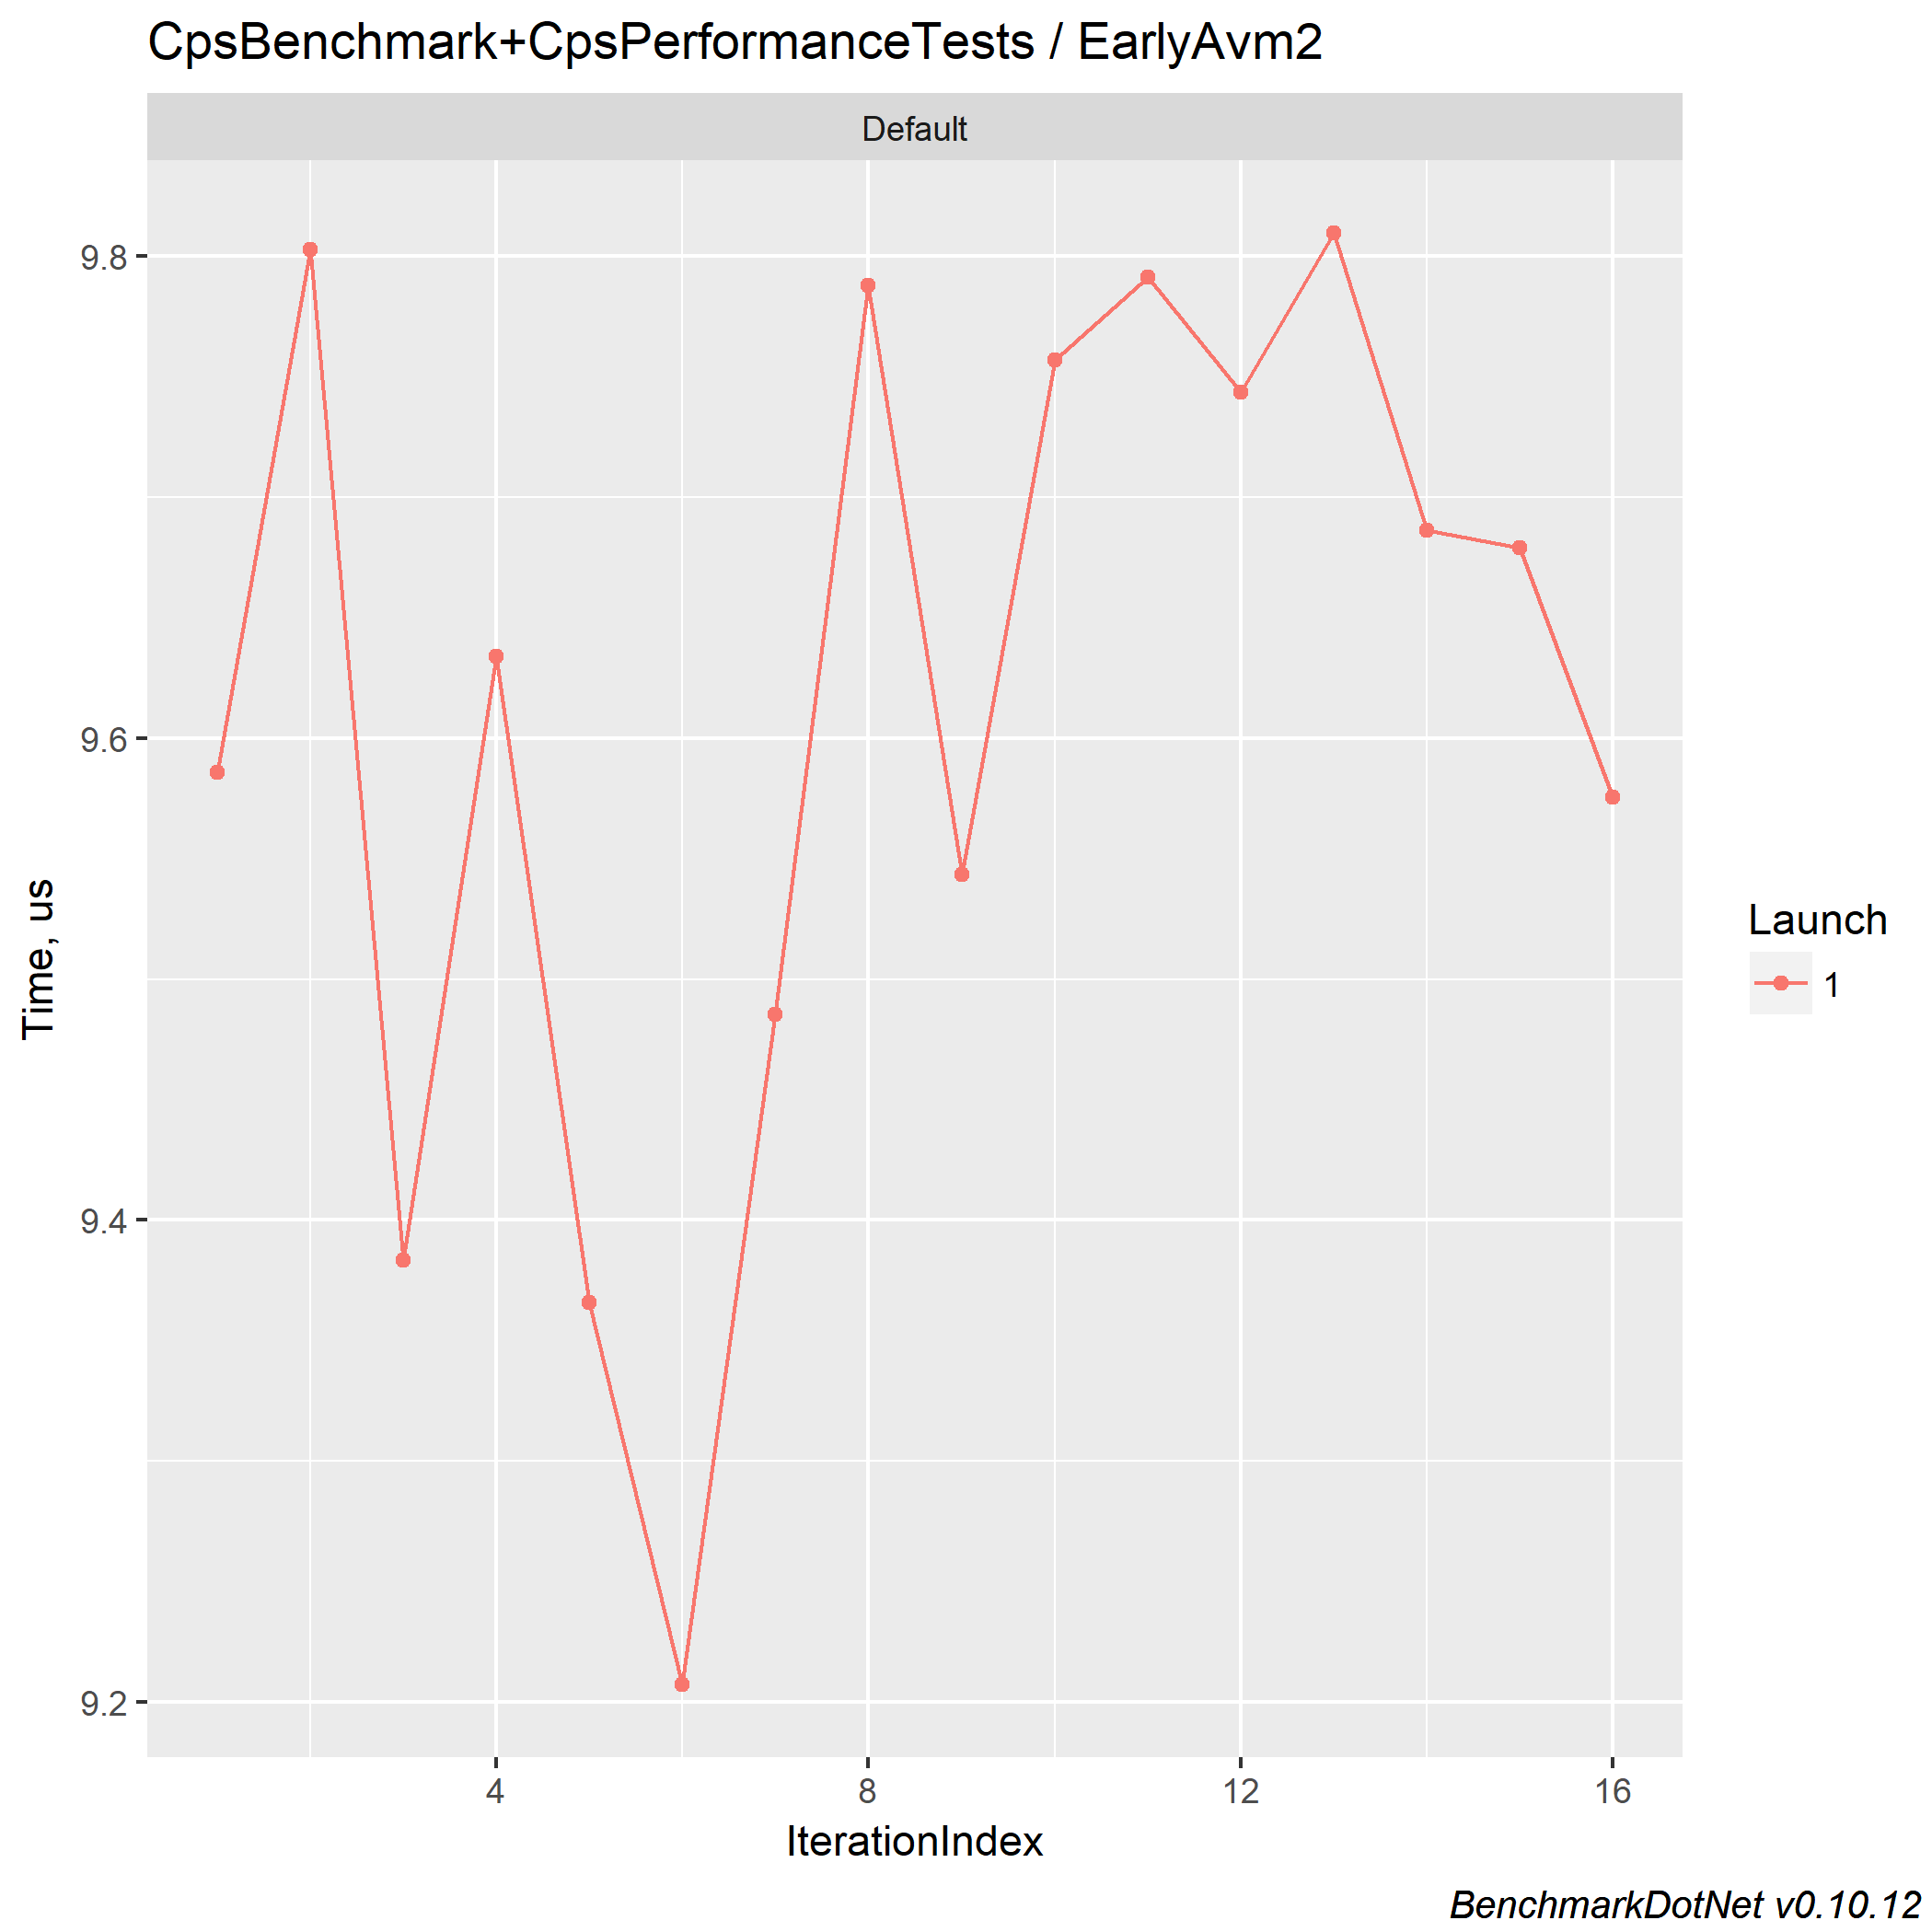 CpsBenchmark+CpsPerformanceTests / EarlyAvm2
Default
9.8
9.6
9.4
9.2
Time, us
4 8 12 16
IterationIndex
Launch
1
BenchmarkDotNet v0.10.12